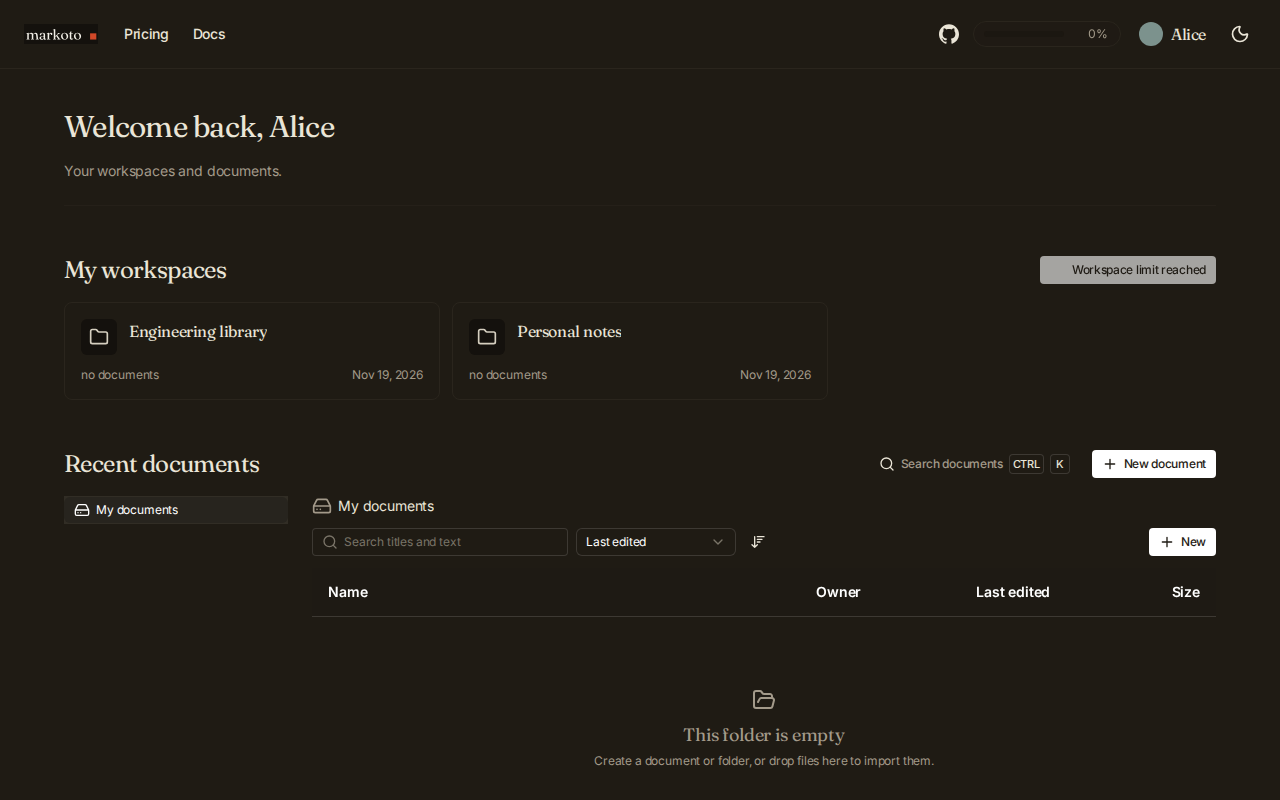 markoto
Pricing
Docs
0%
Alice
Welcome back, Alice
Your workspaces and documents.
My workspaces
Workspace limit reached
Engineering library
no documents
Nov 19, 2026
Personal notes
no documents
Nov 19, 2026
Recent documents
Search documents CTRL K
New document
My documents
My documents
Search titles and text
Last edited
New
Name Owner Last edited Size
This folder is empty
Create a document or folder, or drop files here to import them.